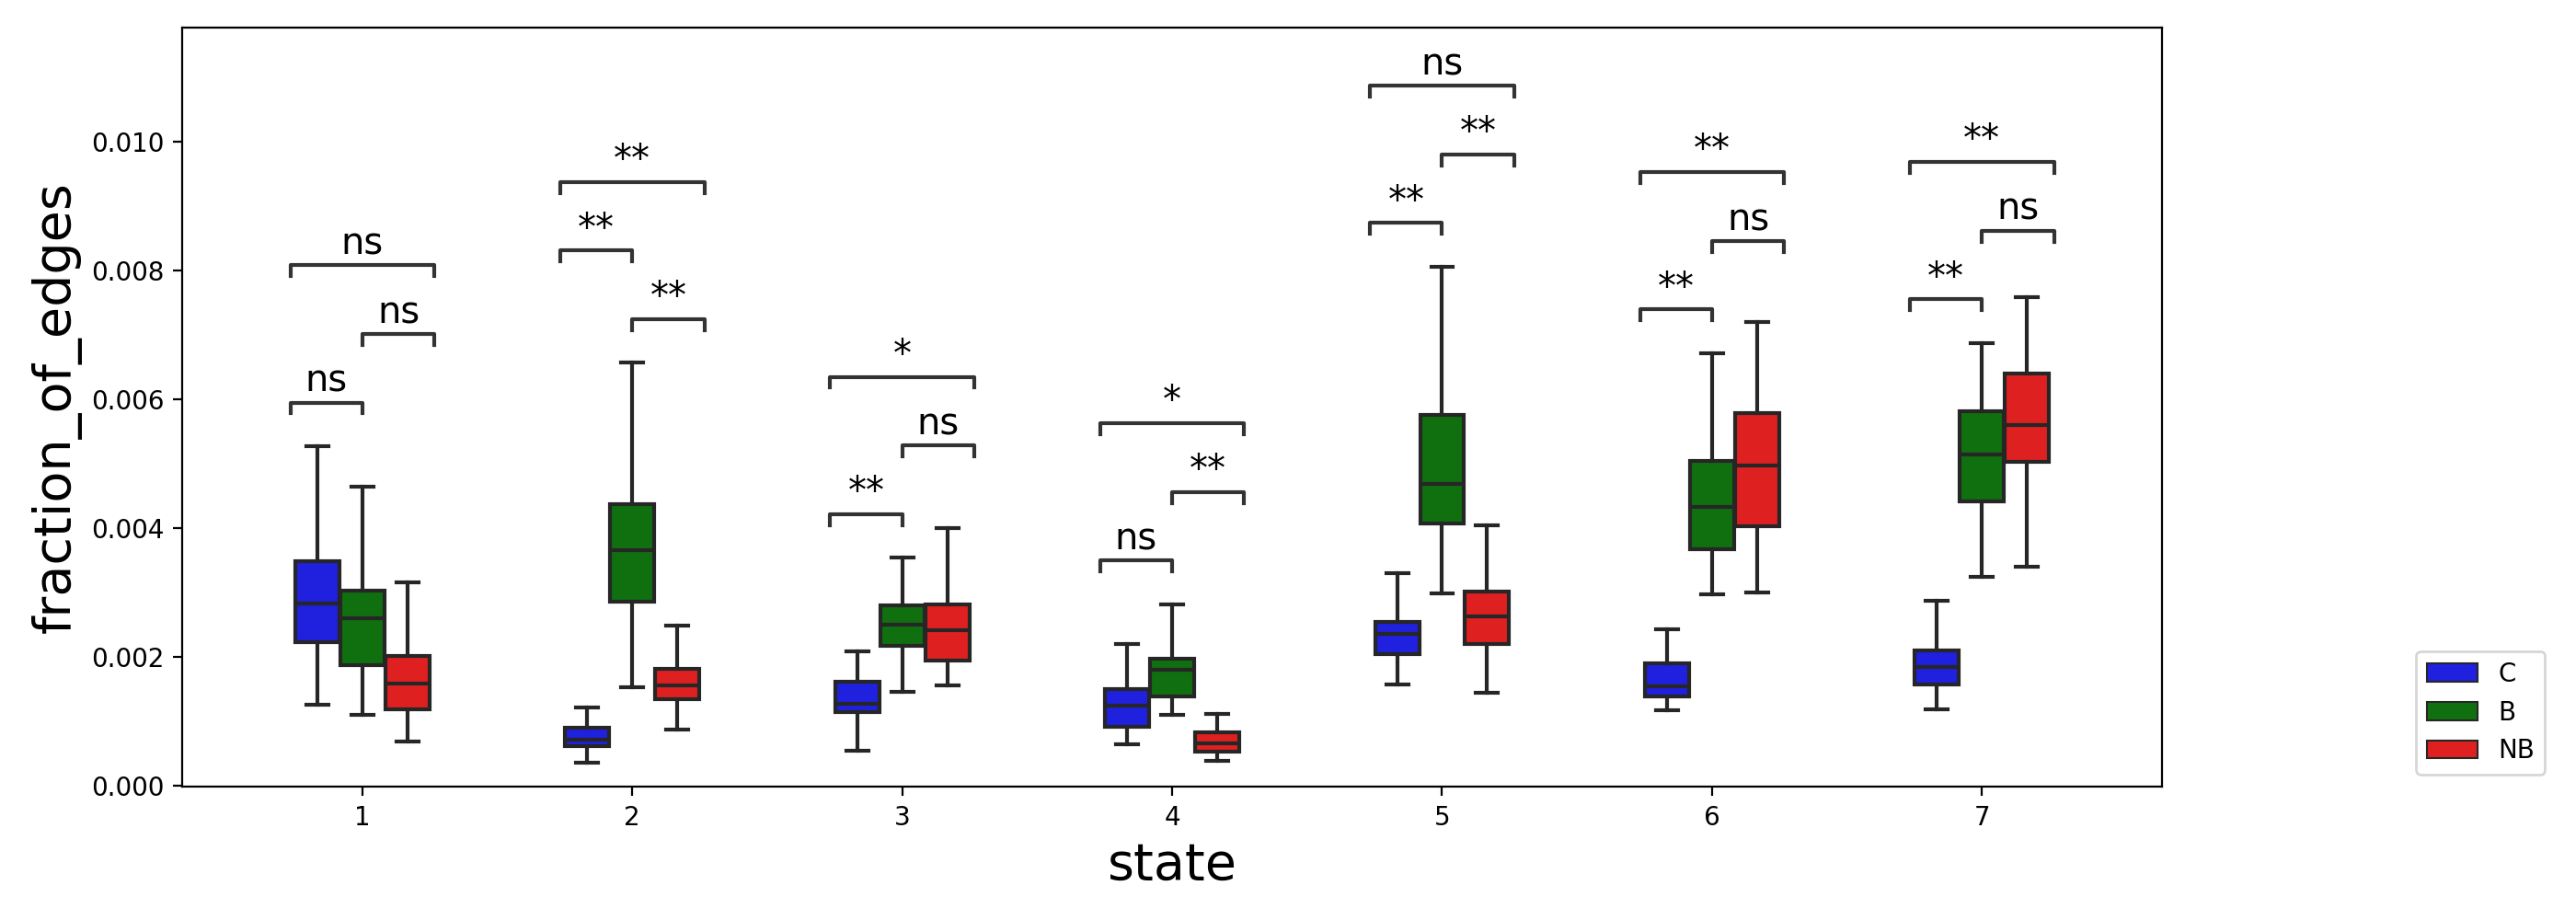 fraction_of_edges
0.010
0.008
0.006
0.004
0.002
0.000
ns
ns
ns
**
**
**
*
ns
**
*
**
ns
ns
**
**
**
ns
**
**
ns
**
1
2
3
4
5
6
7
state
C
B
NB